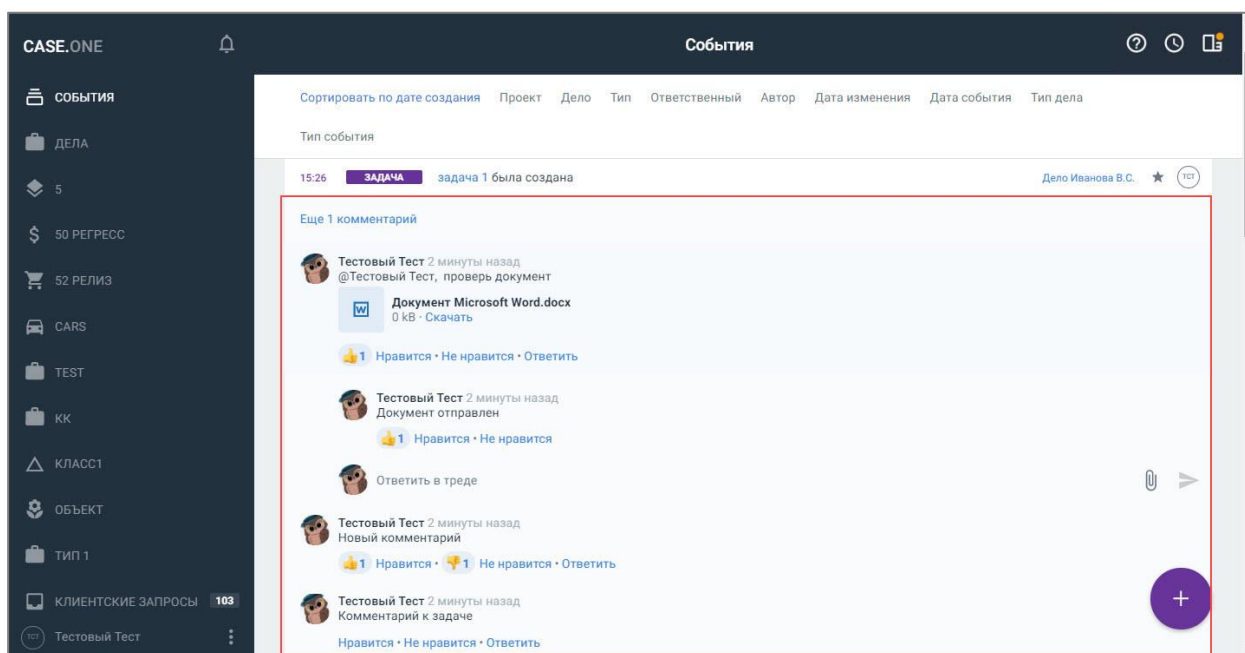 CASE.ONE
События
СОБЫТИЯ
ДЕЛА
5
50 РЕГРЕСС
52 РЕЛИЗ
CARS
TEST
КК
КЛАСС1
ОБЪЕКТ
ТИП 1
КЛИЕНТСКИЕ ЗАПРОСЫ 103
ТСТ Тестовый Тест
Сортировать по дате создания Проект Дело Тип Ответственный Автор Дата изменения Дата события Тип дела
Тип события
15:26 ЗАДАЧА задача 1 была создана Дело Иванова В.С. ТСТ
Еще 1 комментарий
Тестовый Тест 2 минуты назад
@Тестовый Тест, проверь документ
W Документ Microsoft Word.docx
0 kB · Скачать
1 Нравится • Не нравится • Ответить
Тестовый Тест 2 минуты назад
Документ отправлен
1 Нравится • Не нравится
Ответить в треде
Тестовый Тест 2 минуты назад
Новый комментарий
1 Нравится • 1 Не нравится • Ответить
Тестовый Тест 2 минуты назад
Комментарий к задаче
Нравится • Не нравится • Ответить